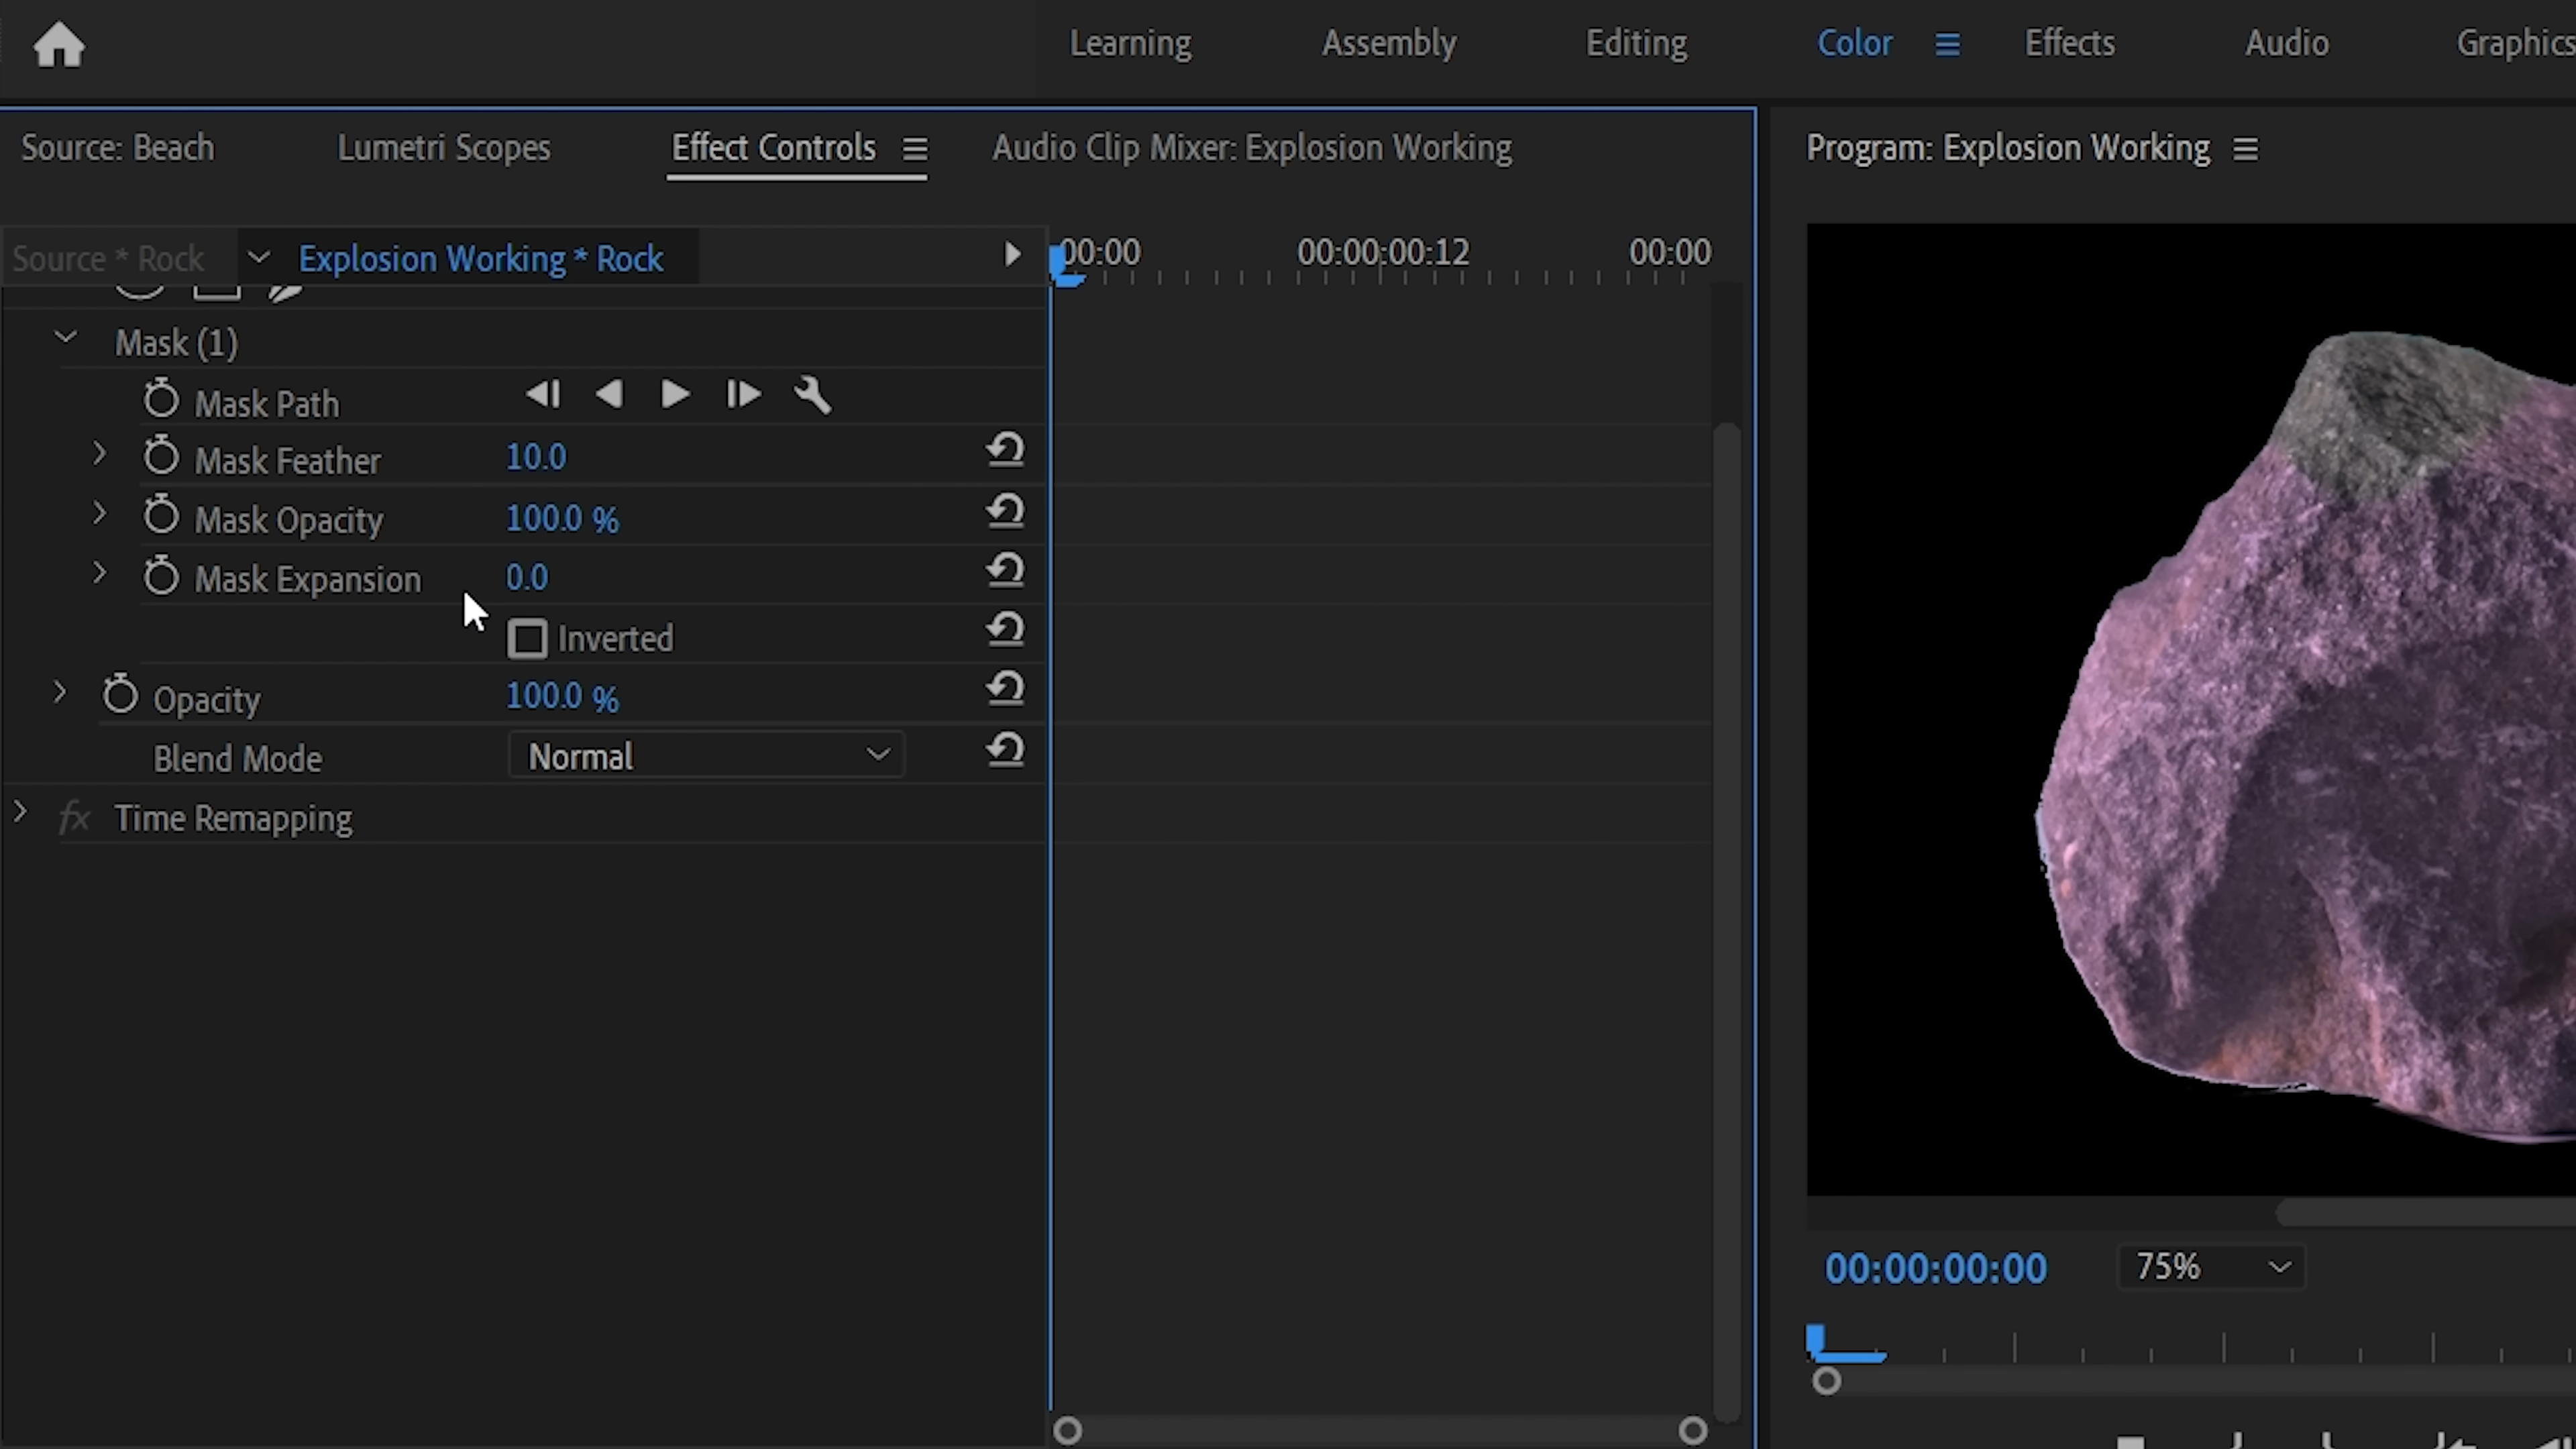 Learning Assembly Editing Color Effects Audio Graphics
Source: Beach Lumetri Scopes Effect Controls Audio Clip Mixer: Explosion Working Program: Explosion Working
Source * Rock Explosion Working * Rock 00:00 00:00:00:12 00:00
Mask (1)
Mask Path
Mask Feather 10.0
Mask Opacity 100.0 %
Mask Expansion 0.0
Inverted
Opacity 100.0 %
Blend Mode Normal
fx Time Remapping
00:00:00:00 75%